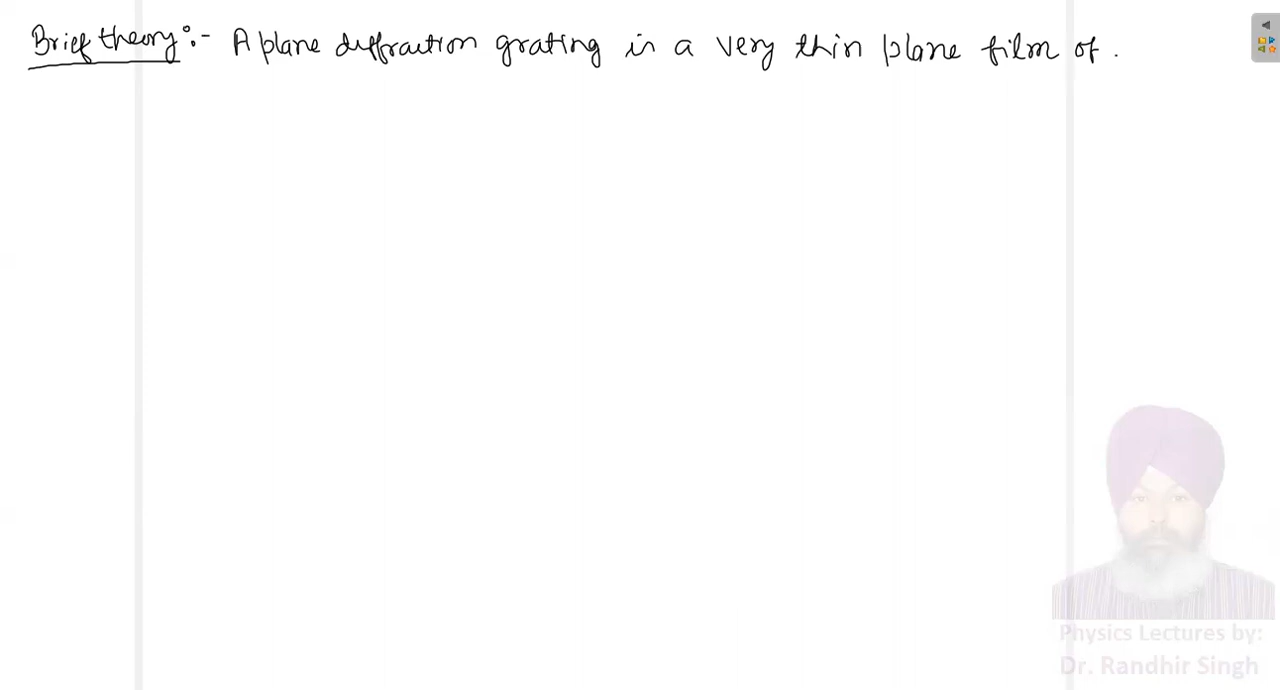 Brief theory:- A plane diffraction grating is a very thin plane film of.
Physics Lectures by:
Dr. Randhir Singh